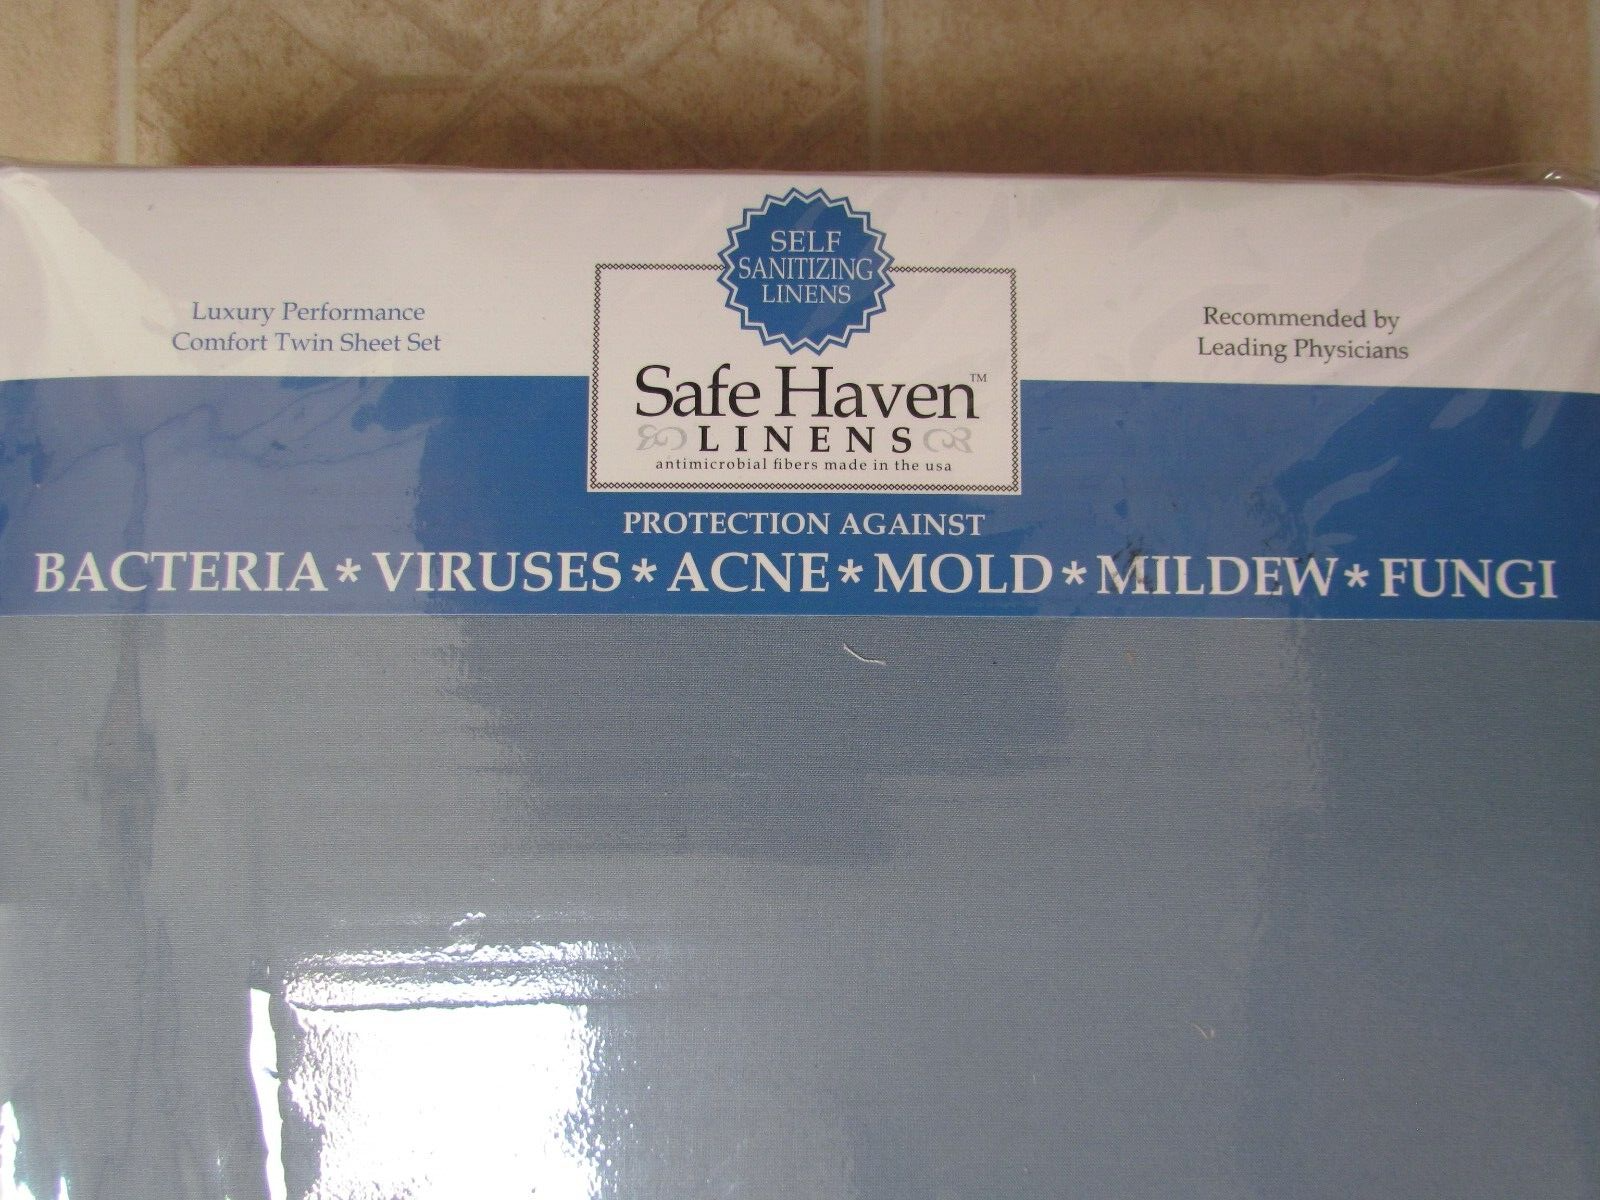 SELF
SANITIZING
LINENS
Luxury Performance
Comfort Twin Sheet Set
Recommended by
Leading Physicians
Safe Haven™
LINENS
antimicrobial fibers made in the usa
PROTECTION AGAINST
BACTERIA * VIRUSES * ACNE * MOLD * MILDEW * FUNGI